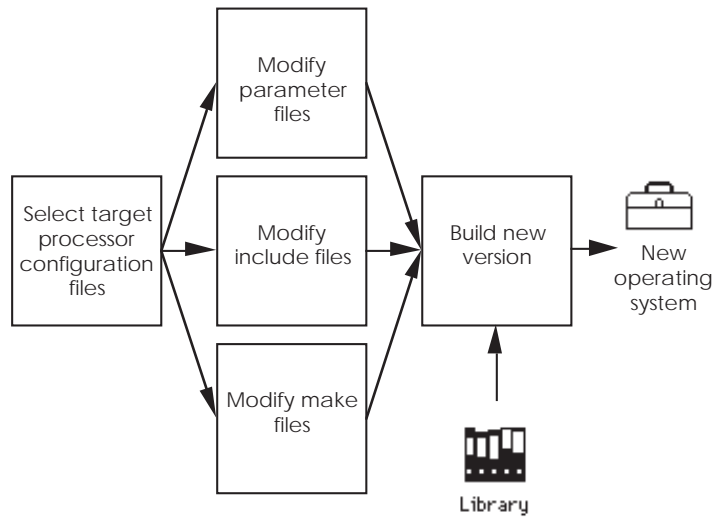 Modify
parameter
files
Select target
processor
configuration
files
Modify
include files
Build new
version
New
operating
system
Modify make
files
Library